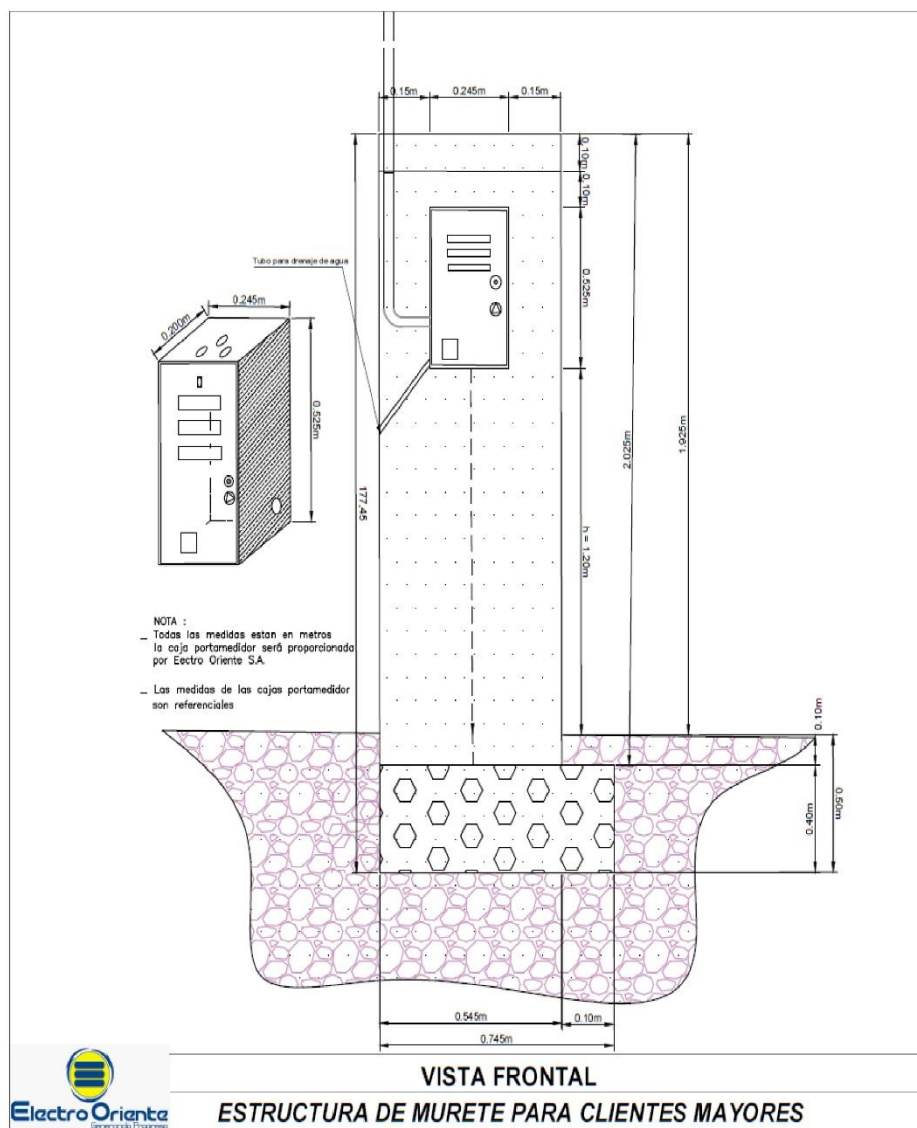 0.15m
0.245m
0.15m
0.10m
0.10m
0.525m
Tubo para drenaje de agua
0.200m
0.245m
0.525m
177.45
2.025m
1.925m
h = 1.20m
NOTA :
_ Todas las medidas estan en metros
la caja portamedidor será proporcionada
por Eectro Oriente S.A.
_ Las medidas de las cajas portamedidor
son referenciales
0.10m
0.40m
0.50m
0.545m
0.10m
0.745m
VISTA FRONTAL
Electro Oriente
Generando Progreso
ESTRUCTURA DE MURETE PARA CLIENTES MAYORES